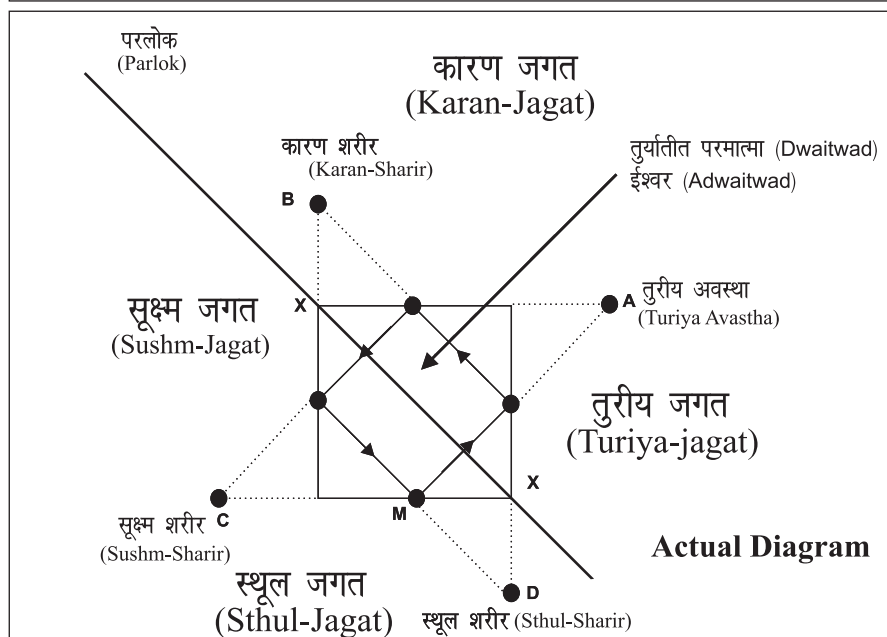 परलोक
(Parlok)
कारण जगत
(Karan-Jagat)
कारण शरीर
(Karan-Sharir)
तुर्यातीत परमात्मा (Dwaitwad)
ईश्वर (Adwaitwad)
B
सूक्ष्म जगत
(Sushm-Jagat)
X
A
तुरीय अवस्था
(Turiya Avastha)
तुरीय जगत
(Turiya-jagat)
X
C
M
सूक्ष्म शरीर
(Sushm-Sharir)
Actual Diagram
स्थूल जगत
(Sthul-Jagat)
D
स्थूल शरीर (Sthul-Sharir)